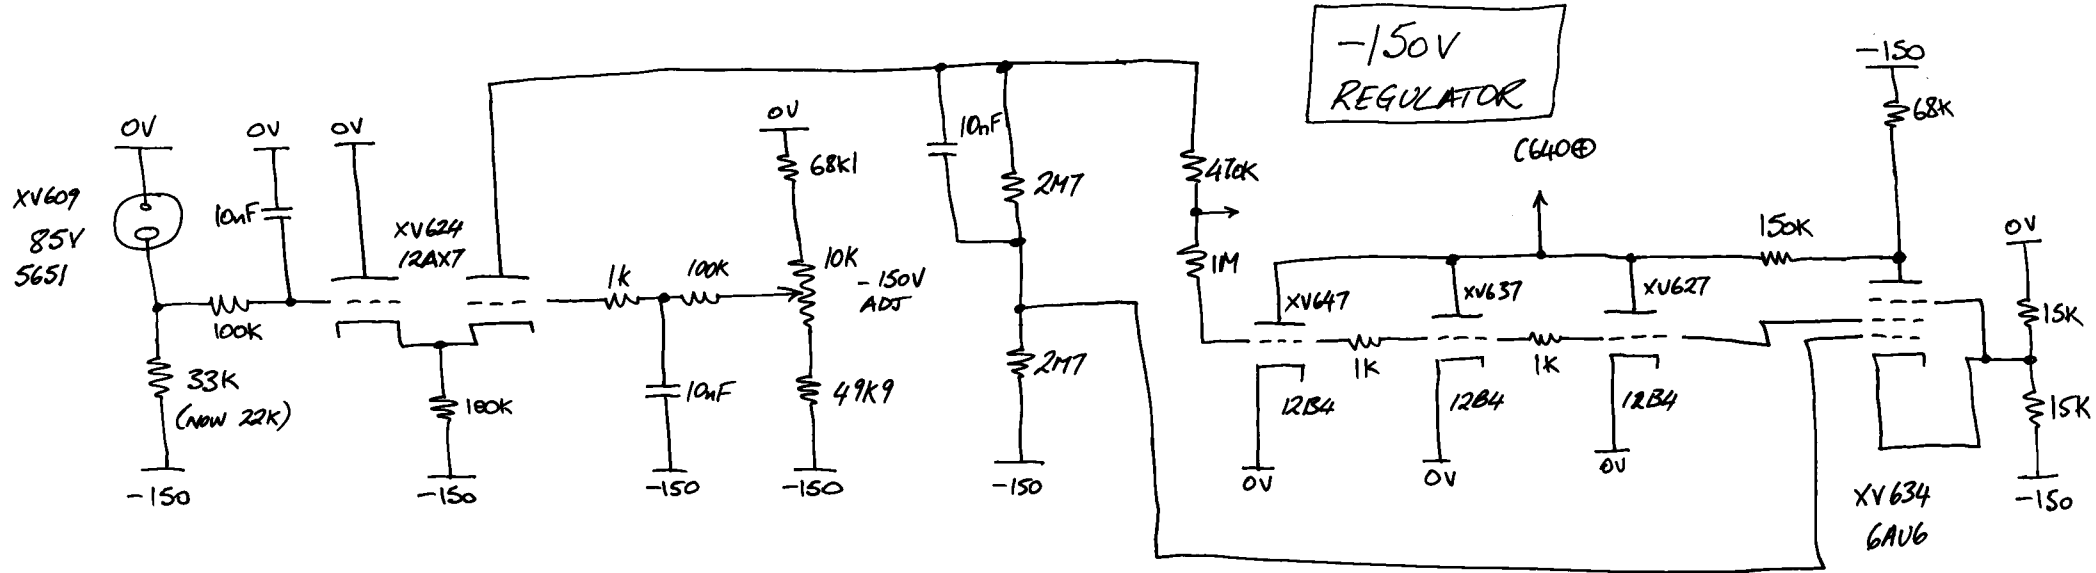 -150V
REGULATOR
0V
XV609
85V
5651
33K
(NOW 22K)
-150
100K
0V
10nF
0V
XV624
12AX7
180K
-150
1K
100K
10nF
-150
0V
68K1
10K
-150V
ADJ
49K9
-150
10nF
2M7
2M7
-150
470K
1M
C640⊕
XV647
12B4
0V
1K
XV637
12B4
0V
1K
XV627
12B4
0V
150K
-150
68K
0V
15K
15K
-150
XV634
6AU6